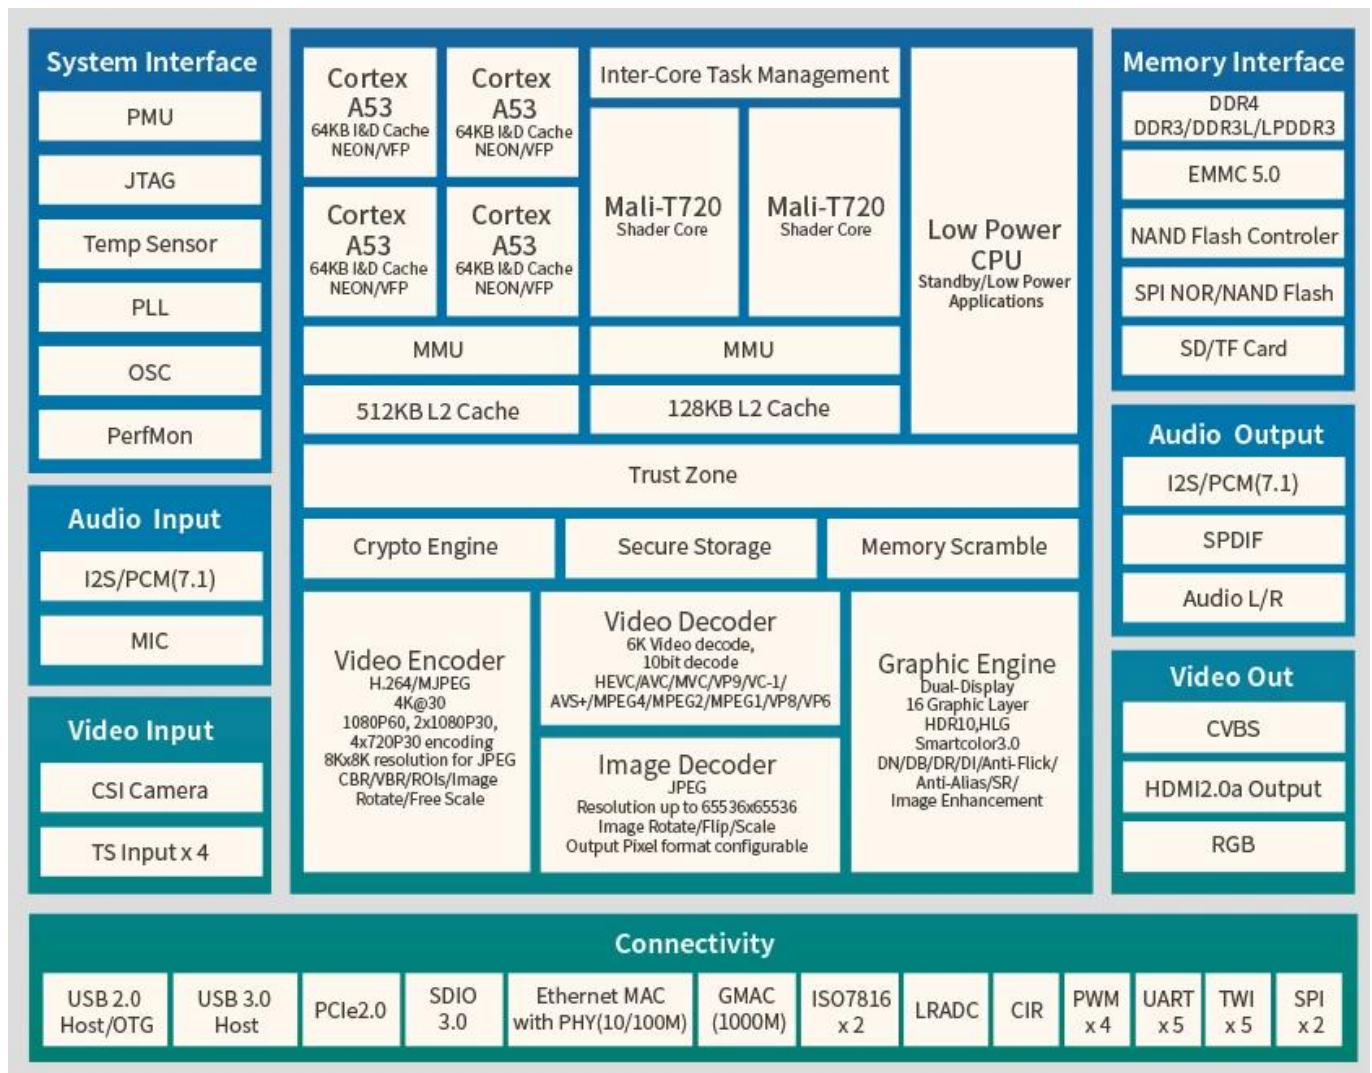 System Interface
PMU
JTAG
Temp Sensor
PLL
OSC
PerfMon
Audio Input
I2S/PCM(7.1)
MIC
Video Input
CSI Camera
TS Input x 4
Cortex
A53
64KB I&D Cache
NEON/VFP
Cortex
A53
64KB I&D Cache
NEON/VFP
Cortex
A53
64KB I&D Cache
NEON/VFP
Cortex
A53
64KB I&D Cache
NEON/VFP
MMU
512KB L2 Cache
Inter-Core Task Management
Mali-T720
Shader Core
Mali-T720
Shader Core
MMU
128KB L2 Cache
Low Power
CPU
Standby/Low Power
Applications
Trust Zone
Crypto Engine
Secure Storage
Memory Scramble
Video Encoder
H.264/MJPEG
4K@30
1080P60, 2x1080P30,
4x720P30 encoding
8Kx8K resolution for JPEG
CBR/VBR/ROIs/Image
Rotate/Free Scale
Video Decoder
6K Video decode,
10bit decode
HEVC/AVC/MVC/VP9/VC-1/
AVS+/MPEG4/MPEG2/MPEG1/VP8/VP6
Image Decoder
JPEG
Resolution up to 65536x65536
Image Rotate/Flip/Scale
Output Pixel format configurable
Graphic Engine
Dual-Display
16 Graphic Layer
HDR10,HLG
Smartcolor3.0
DN/DB/DR/DI/Anti-Flick/
Anti-Alias/SR/
Image Enhancement
Memory Interface
DDR4
DDR3/DDR3L/LPDDR3
EMMC 5.0
NAND Flash Controler
SPI NOR/NAND Flash
SD/TF Card
Audio Output
I2S/PCM(7.1)
SPDIF
Audio L/R
Video Out
CVBS
HDMI2.0a Output
RGB
Connectivity
USB 2.0
Host/OTG
USB 3.0
Host
PCIe2.0
SDIO
3.0
Ethernet MAC
with PHY(10/100M)
GMAC
(1000M)
ISO7816
x 2
LRADC
CIR
PWM
x 4
UART
x 5
TWI
x 5
SPI
x 2